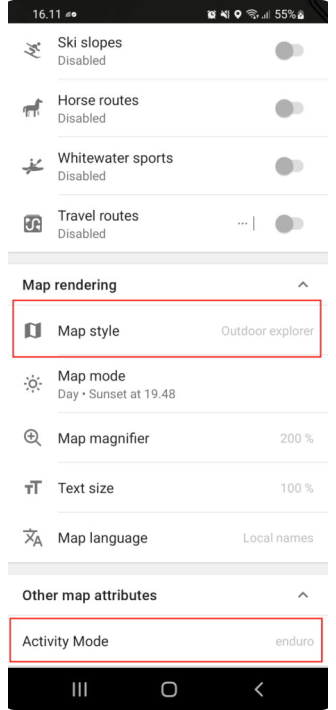 16.11
55%
Ski slopes
Disabled
Horse routes
Disabled
Whitewater sports
Disabled
Travel routes
Disabled
Map rendering
Map style Outdoor explorer
Map mode
Day • Sunset at 19.48
Map magnifier 200 %
Text size 100 %
Map language Local names
Other map attributes
Activity Mode enduro